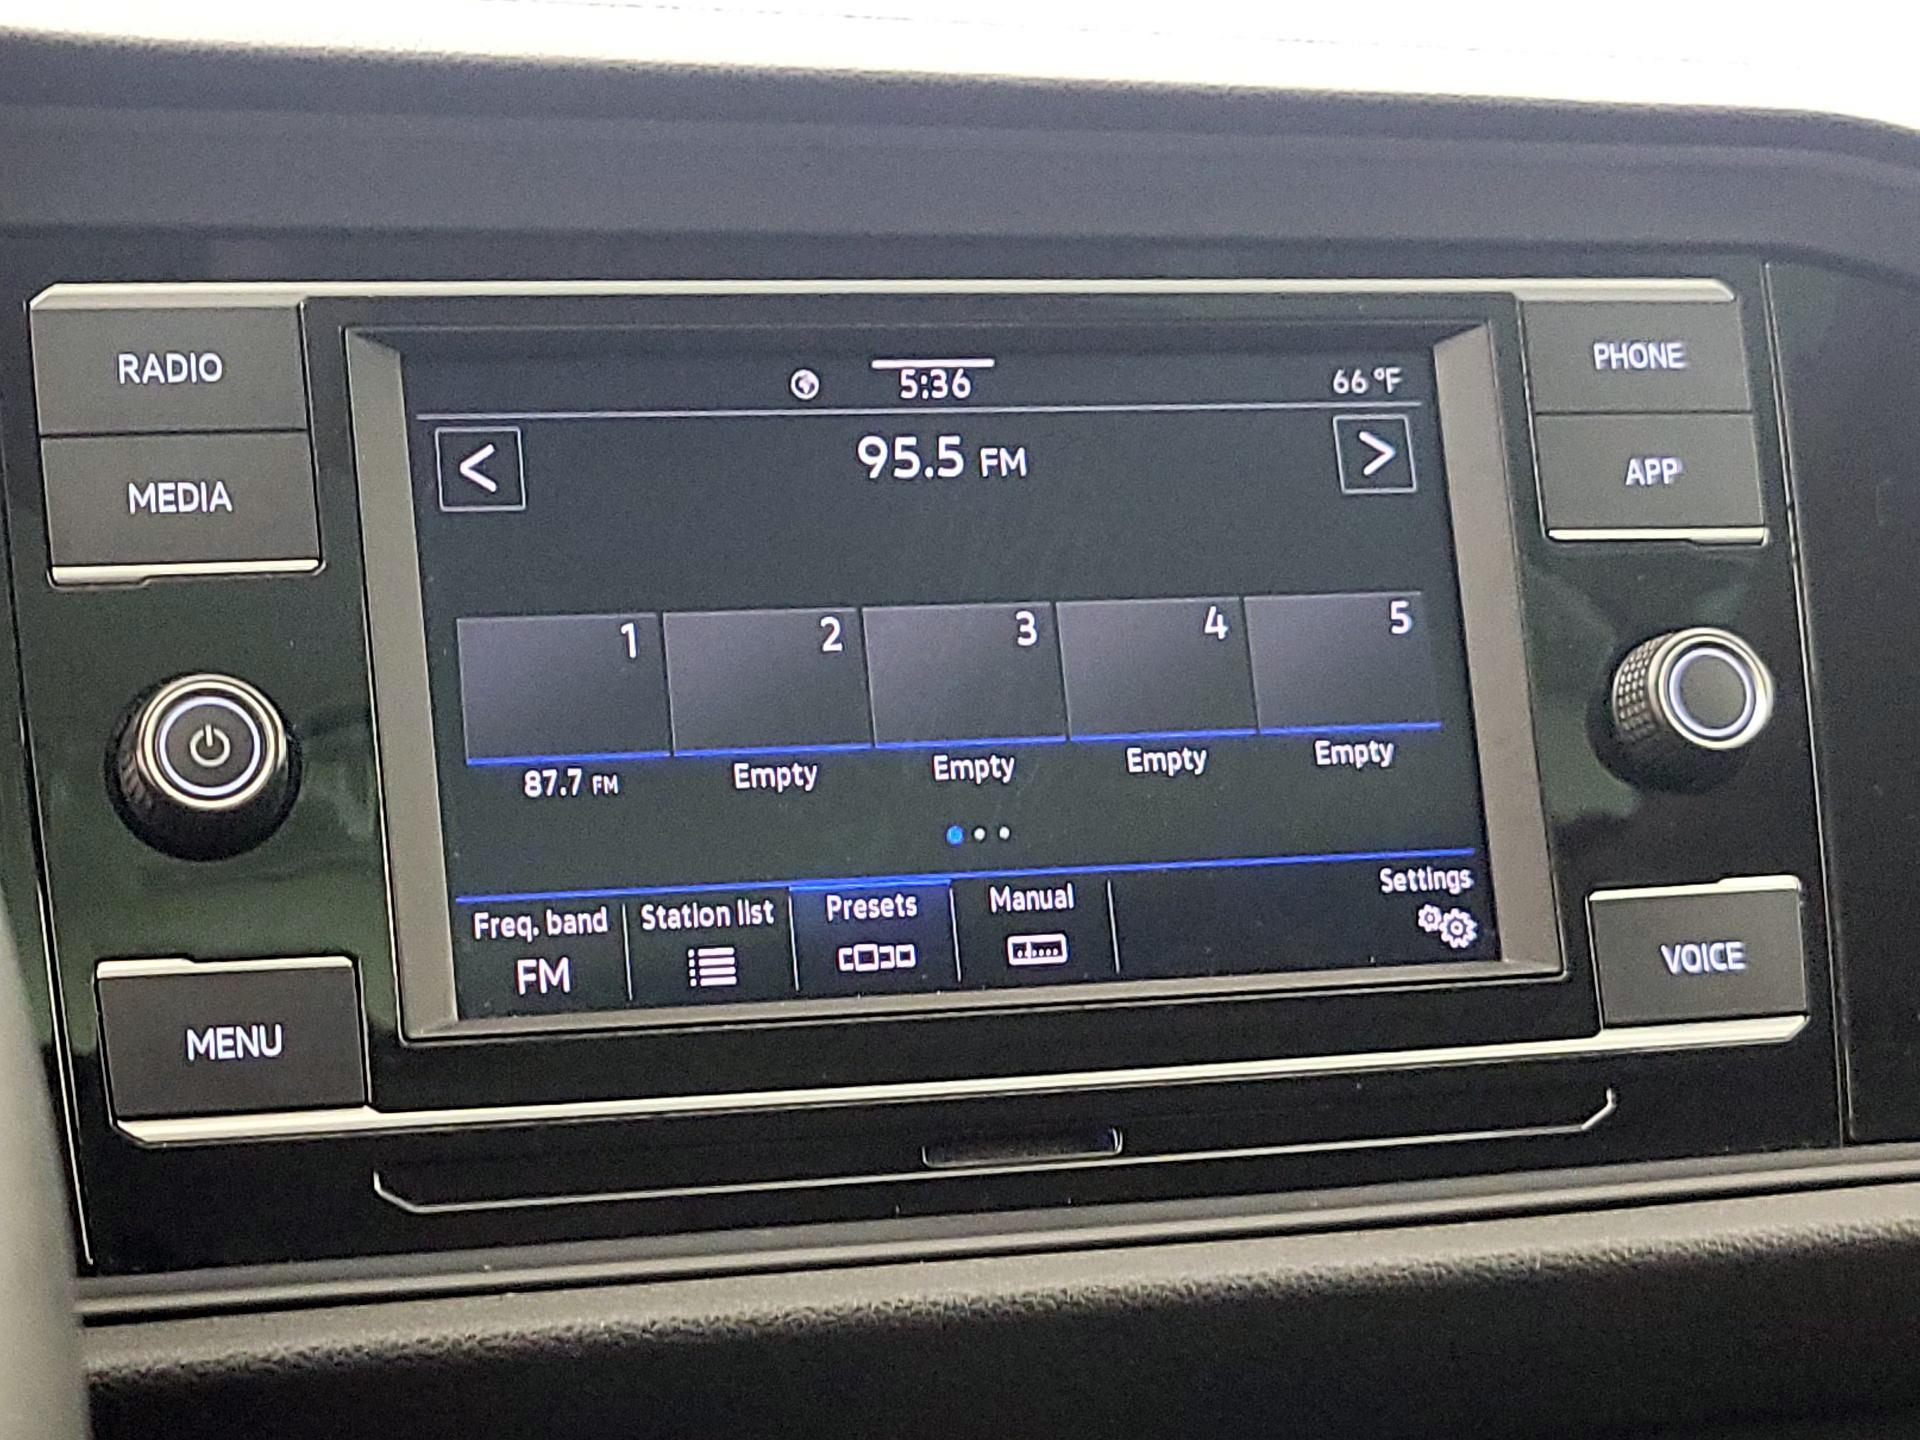 RADIO
MEDIA
MENU
5:36
66 °F
<
95.5 FM
>
1
2
3
4
5
87.7 FM
Empty
Empty
Empty
Empty
Freq. band
FM
Station list
Presets
Manual
Settings
PHONE
APP
VOICE